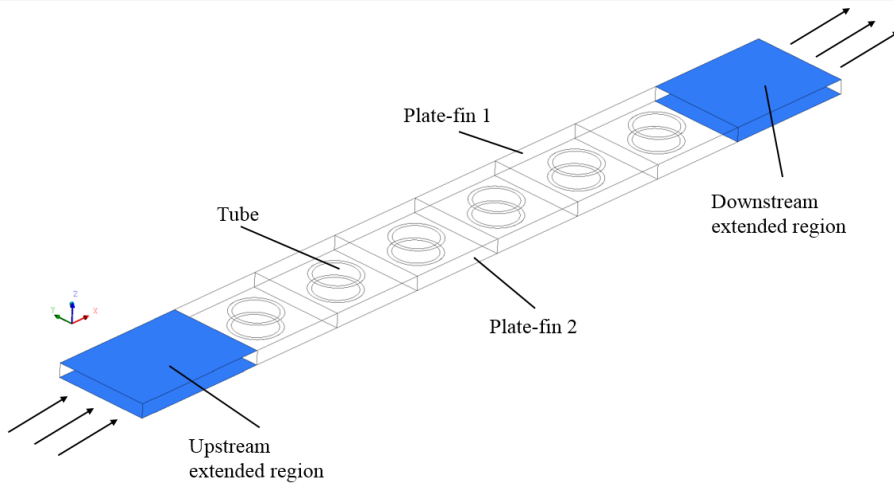 Plate-fin 1
Tube
Downstream
extended region
Z
Y
X
Plate-fin 2
Upstream
extended region